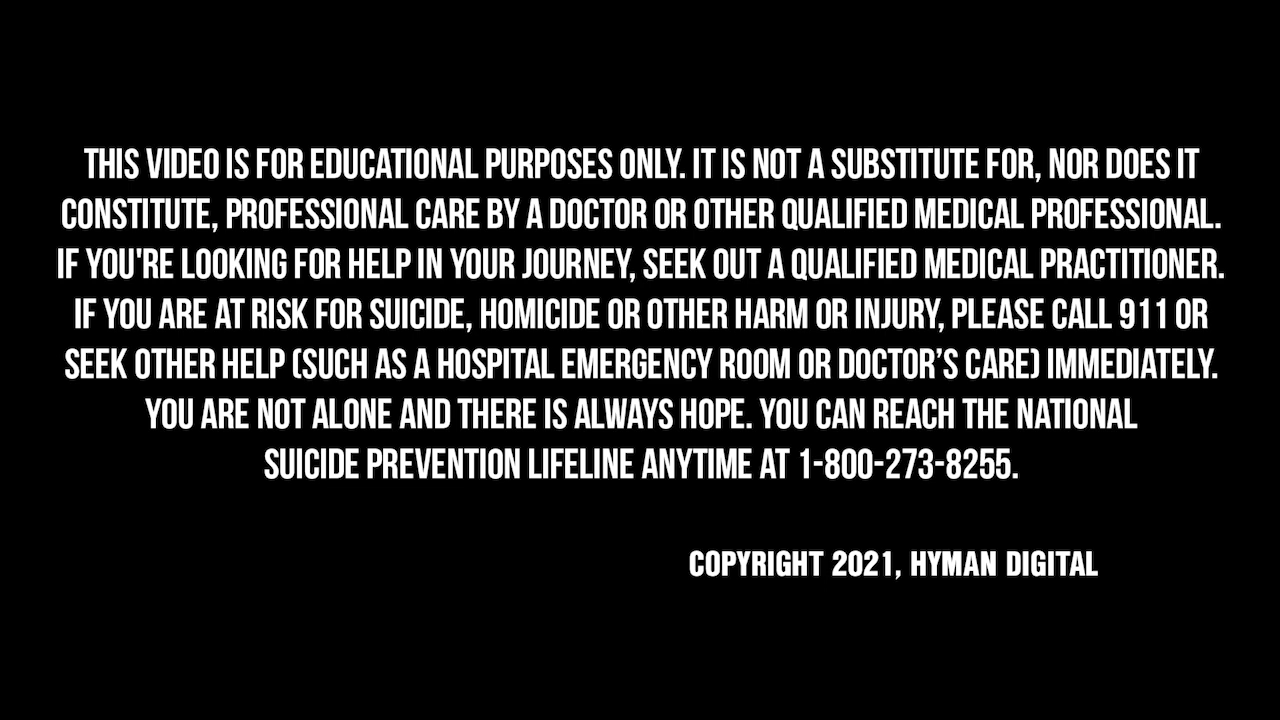 THIS VIDEO IS FOR EDUCATIONAL PURPOSES ONLY. IT IS NOT A SUBSTITUTE FOR, NOR DOES IT
CONSTITUTE, PROFESSIONAL CARE BY A DOCTOR OR OTHER QUALIFIED MEDICAL PROFESSIONAL.
IF YOU'RE LOOKING FOR HELP IN YOUR JOURNEY, SEEK OUT A QUALIFIED MEDICAL PRACTITIONER.
IF YOU ARE AT RISK FOR SUICIDE, HOMICIDE OR OTHER HARM OR INJURY, PLEASE CALL 911 OR
SEEK OTHER HELP (SUCH AS A HOSPITAL EMERGENCY ROOM OR DOCTOR’S CARE) IMMEDIATELY.
YOU ARE NOT ALONE AND THERE IS ALWAYS HOPE. YOU CAN REACH THE NATIONAL
SUICIDE PREVENTION LIFELINE ANYTIME AT 1-800-273-8255.
COPYRIGHT 2021, HYMAN DIGITAL